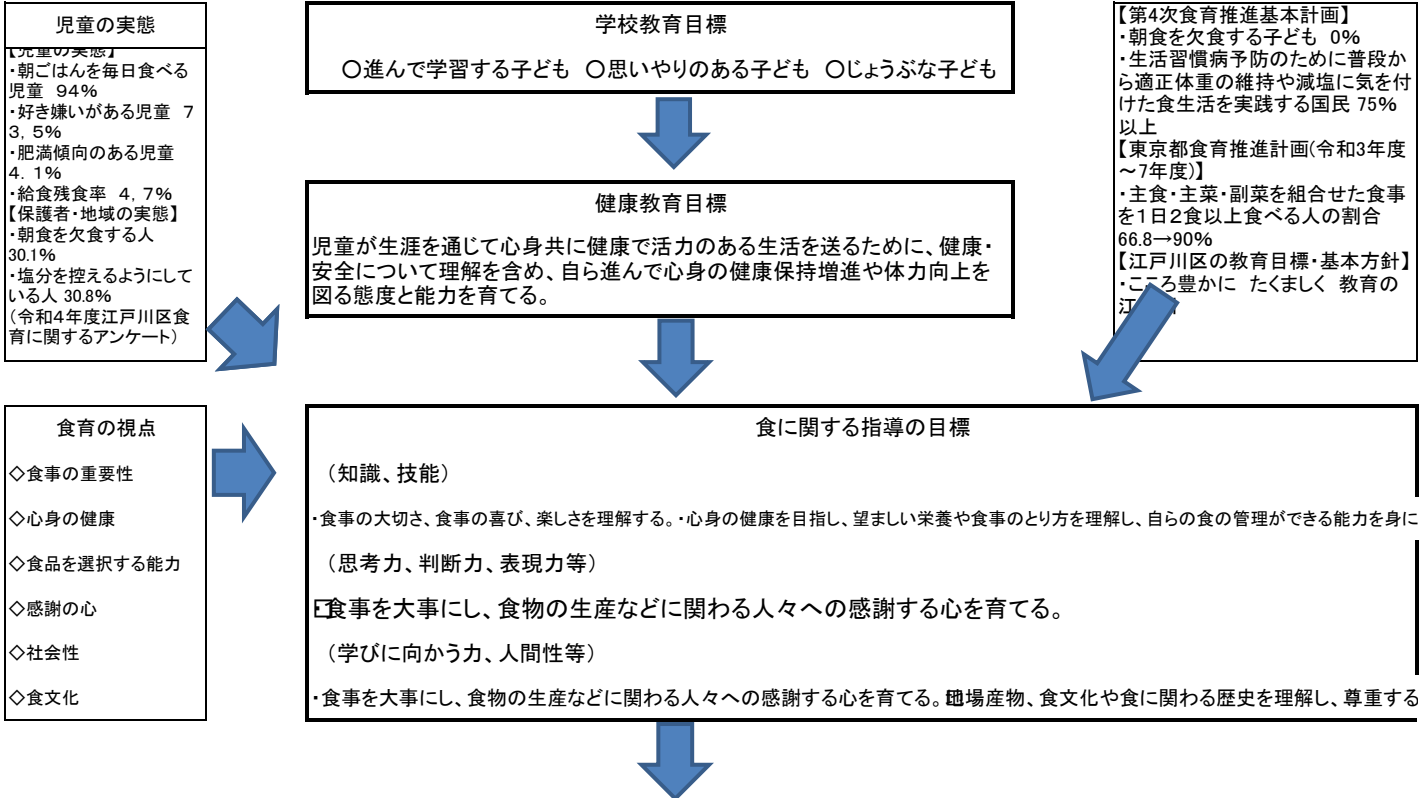 児童の実態
【児童の実態】
・朝ごはんを毎日食べる
児童　94%
・好き嫌いがある児童　7
3，5%
・肥満傾向のある児童
4．1%
・給食残食率　4，7%
【保護者・地域の実態】
・朝食を欠食する人
30.1%
・塩分を控えるようにして
いる人 30.8%
（令和4年度江戸川区食
育に関するアンケート）
学校教育目標
〇進んで学習する子ども　〇思いやりのある子ども　〇じょうぶな子ども
健康教育目標
児童が生涯を通じて心身共に健康で活力のある生活を送るために、健康・
安全について理解を含め、自ら進んで心身の健康保持増進や体力向上を
図る態度と能力を育てる。
【第4次食育推進基本計画】
・朝食を欠食する子ども 0%
・生活習慣病予防のために普段か
ら適正体重の維持や減塩に気を付
けた食生活を実践する国民 75%
以上
【東京都食育推進計画(令和3年度
～7年度)】
・主食・主菜・副菜を組合せた食事
を1日2食以上食べる人の割合
66.8→90%
【江戸川区の教育目標・基本方針】
・こころ豊かに　たくましく　教育の
江
食育の視点
◇食事の重要性
◇心身の健康
◇食品を選択する能力
◇感謝の心
◇社会性
◇食文化
食に関する指導の目標
（知識、技能）
・食事の大切さ、食事の喜び、楽しさを理解する。・心身の健康を目指し、望ましい栄養や食事のとり方を理解し、自らの食の管理ができる能力を身に
（思考力、判断力、表現力等）
・食事を大事にし、食物の生産などに関わる人々への感謝する心を育てる。
（学びに向かう力、人間性等）
・食事を大事にし、食物の生産などに関わる人々への感謝する心を育てる。・地場産物、食文化や食に関わる歴史を理解し、尊重する